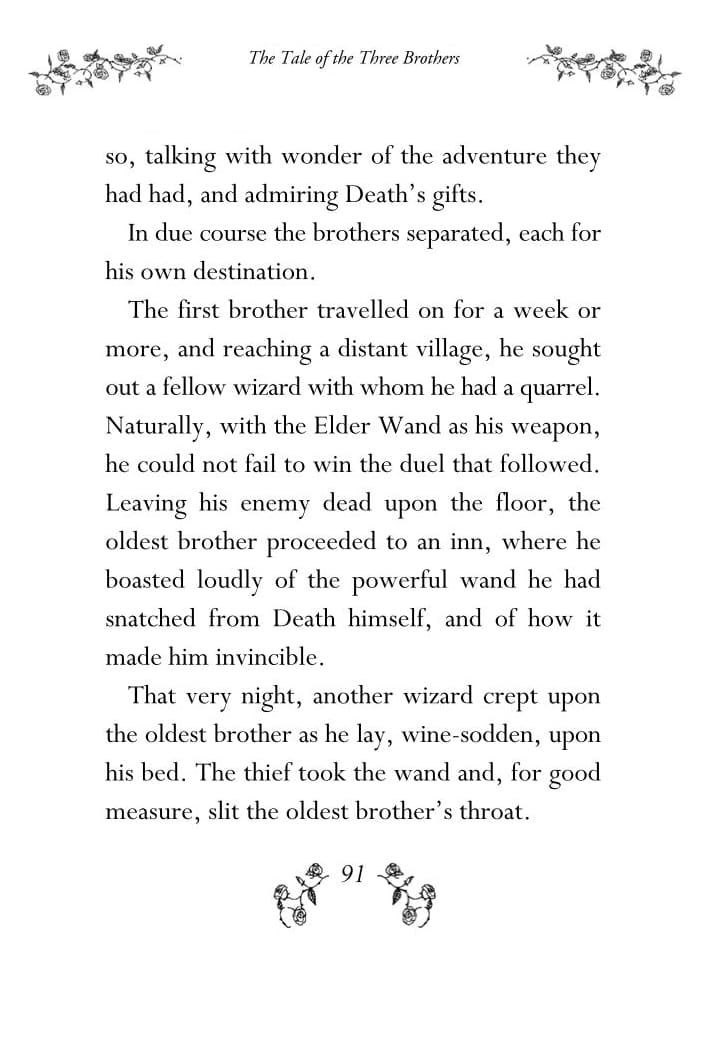 The Tale of the Three Brothers
so, talking with wonder of the adventure they
had had, and admiring Death’s gifts.
In due course the brothers separated, each for
his own destination.
The first brother travelled on for a week or
more, and reaching a distant village, he sought
out a fellow wizard with whom he had a quarrel.
Naturally, with the Elder Wand as his weapon,
he could not fail to win the duel that followed.
Leaving his enemy dead upon the floor, the
oldest brother proceeded to an inn, where he
boasted loudly of the powerful wand he had
snatched from Death himself, and of how it
made him invincible.
That very night, another wizard crept upon
the oldest brother as he lay, wine-sodden, upon
his bed. The thief took the wand and, for good
measure, slit the oldest brother’s throat.
91